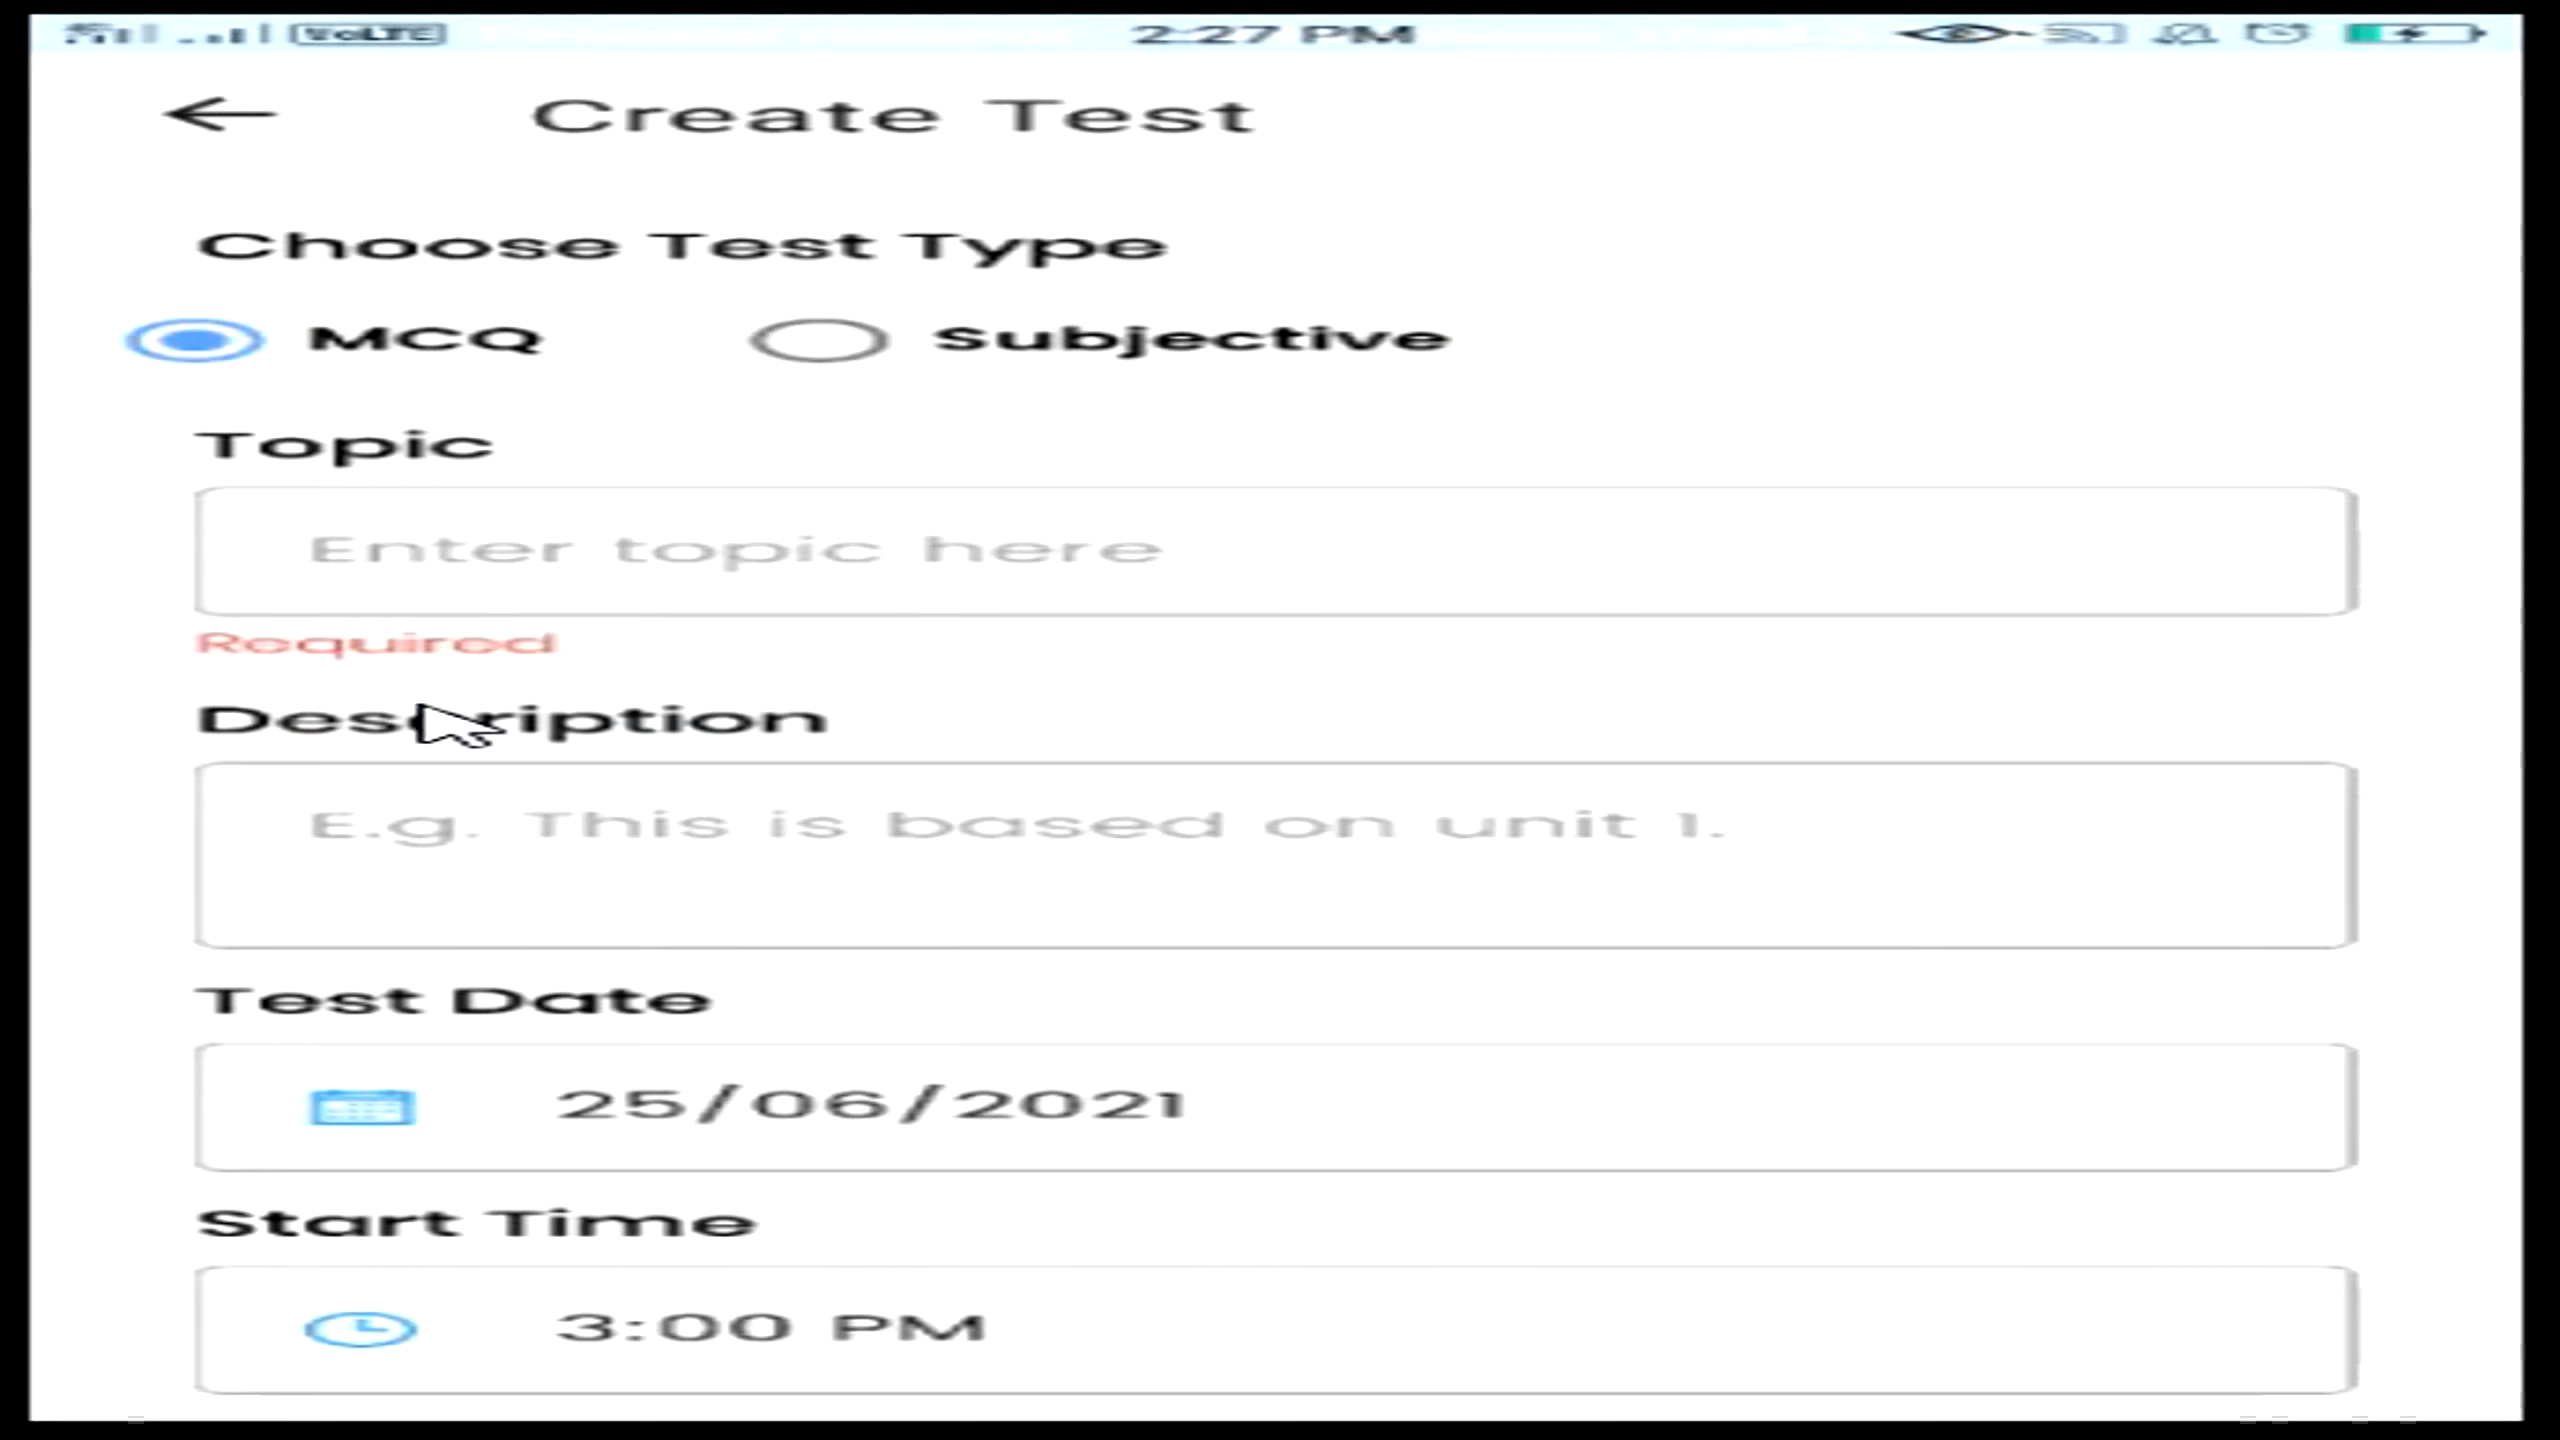 VoLTE 2:27 PM
Create Test
Choose Test Type
MCQ Subjective
Topic
Enter topic here
Required
Description
E.g. This is based on unit 1.
Test Date
25/06/2021
Start Time
3:00 PM